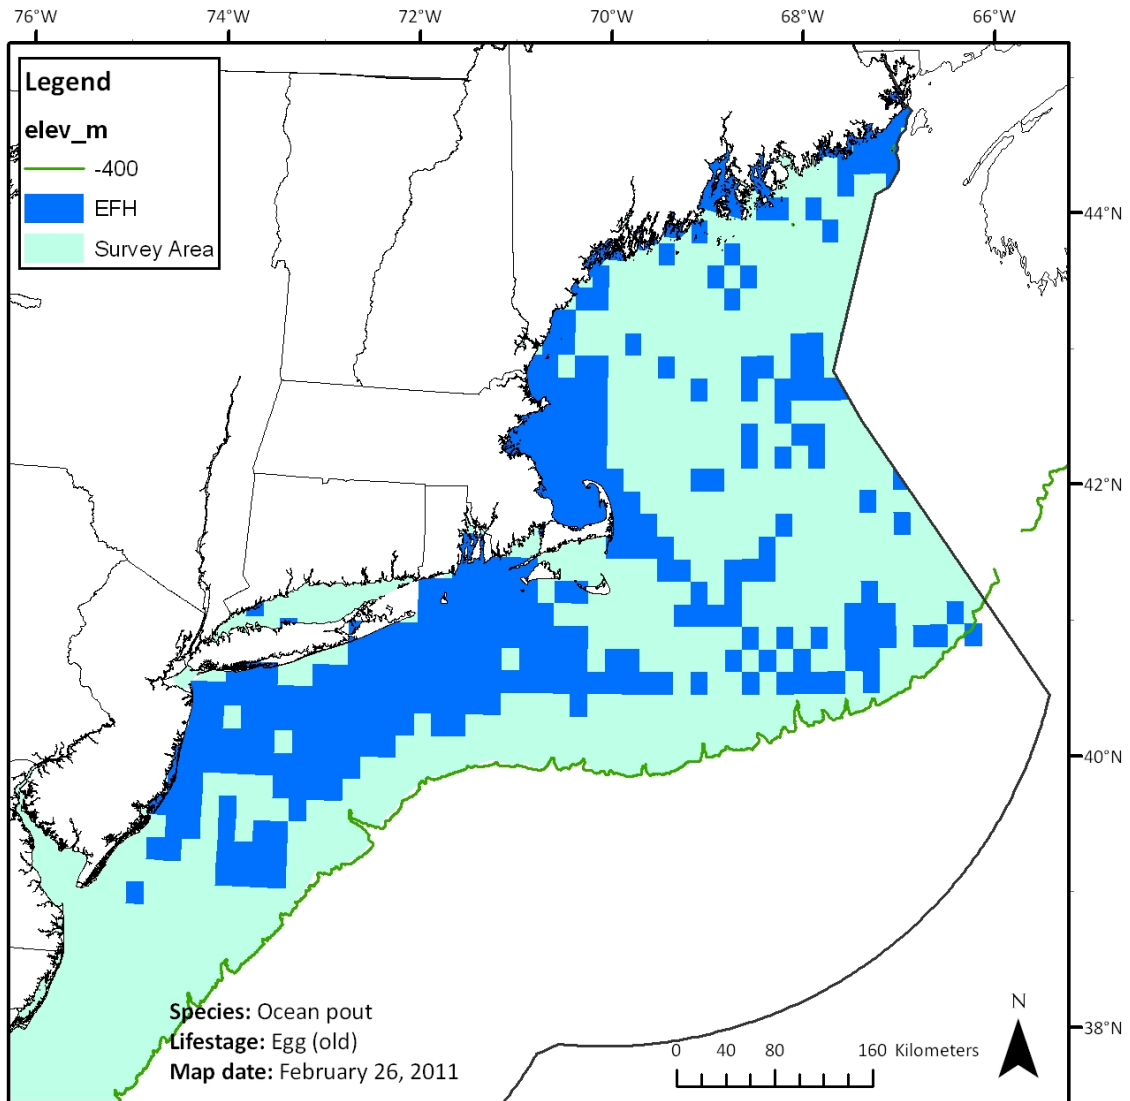 76°W 74°W 72°W 70°W 68°W 66°W
Legend
elev_m
-400
EFH
Survey Area
44°N
42°N
40°N
38°N
Species: Ocean pout
Lifestage: Egg (old)
Map date: February 26, 2011
N
0 40 80 160 Kilometers